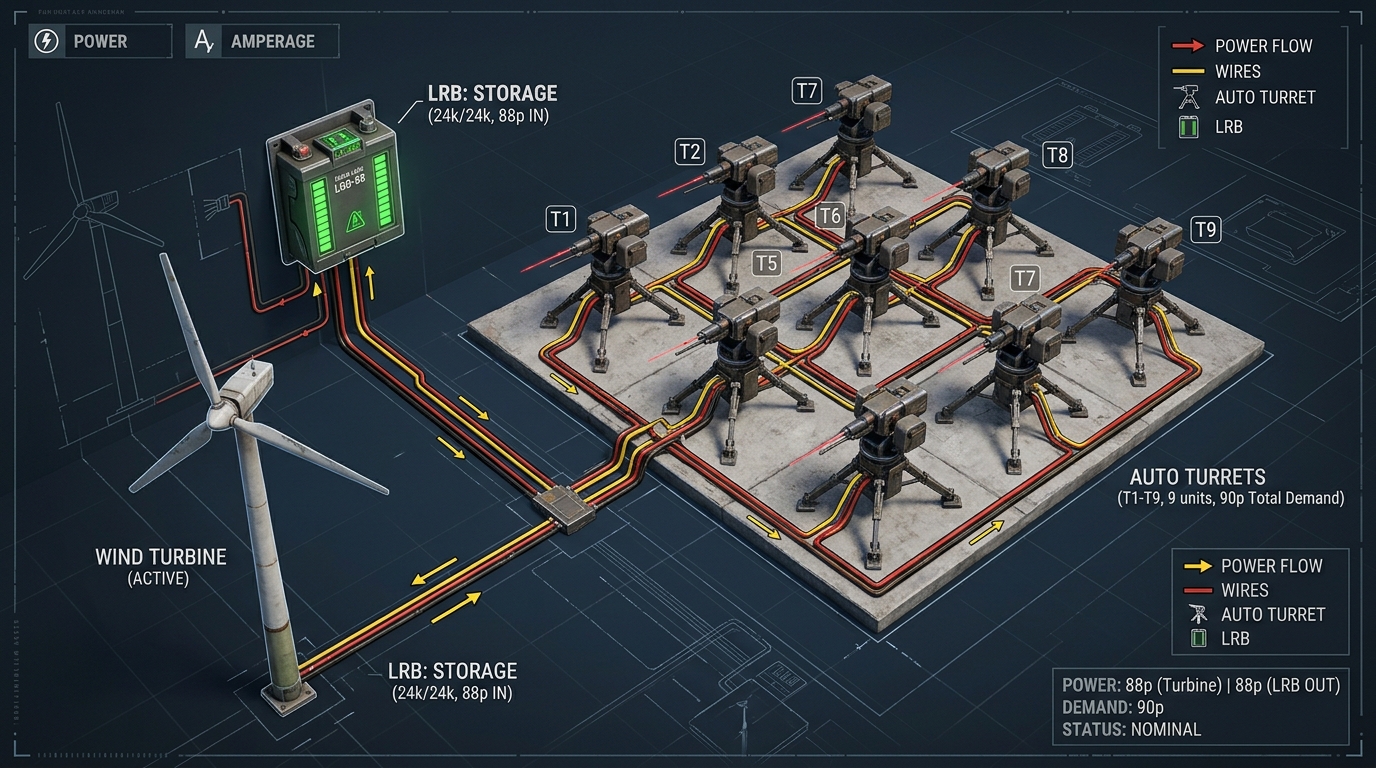 POWER
AMPERAGE
LRB: STORAGE
(24k/24k, 88p IN)
POWER FLOW
WIRES
AUTO TURRET
LRB
T7
T2
T8
T1
T6
T9
T5
T7
WIND TURBINE
(ACTIVE)
LRB: STORAGE
(24k/24k, 88p IN)
AUTO TURRETS
(T1-T9, 9 units, 90p Total Demand)
POWER FLOW
WIRES
AUTO TURRET
LRB
POWER: 88p (Turbine) | 88p (LRB OUT)
DEMAND: 90p
STATUS: NOMINAL